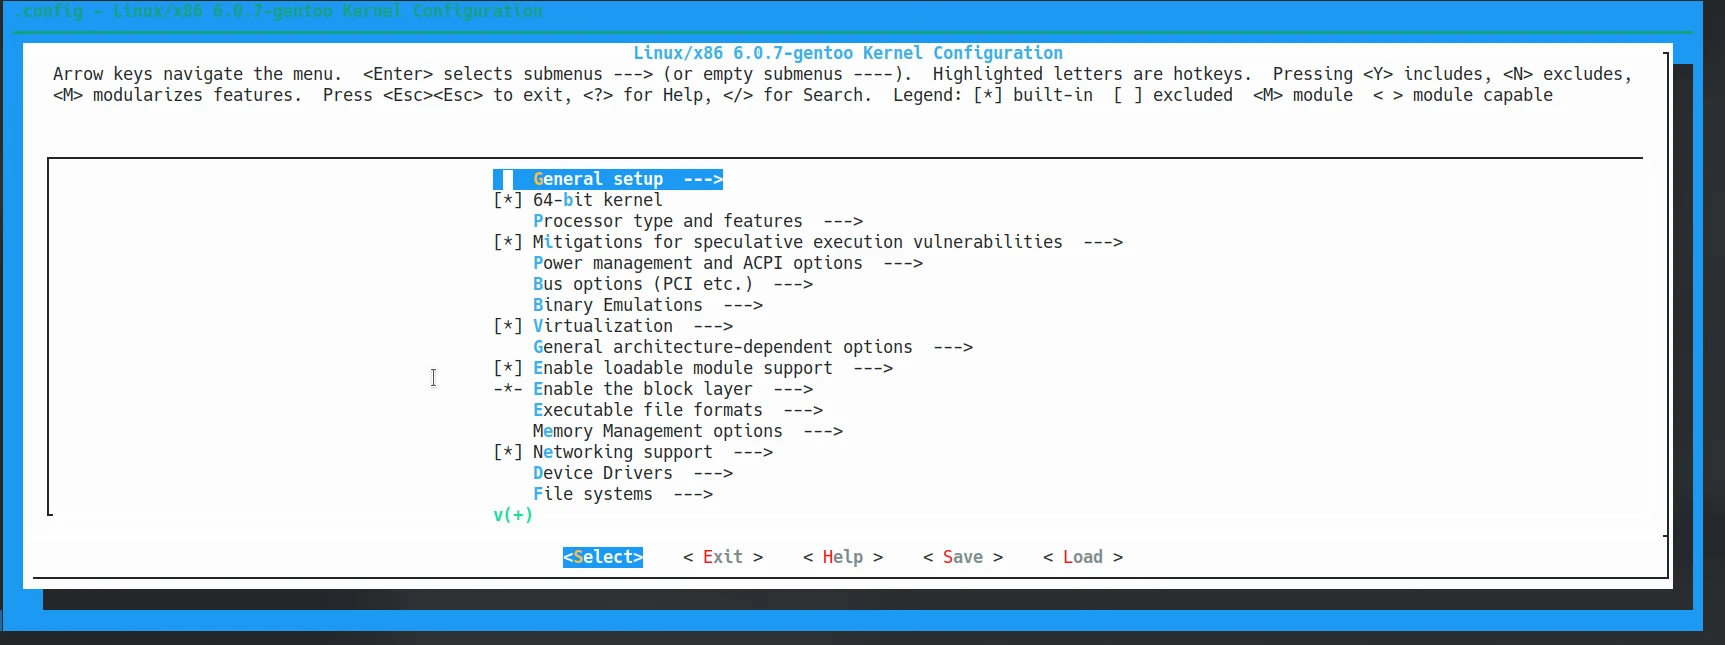 .config - Linux/x86 6.0.7-gentoo Kernel Configuration
Linux/x86 6.0.7-gentoo Kernel Configuration
Arrow keys navigate the menu.  <Enter> selects submenus ---> (or empty submenus ----).  Highlighted letters are hotkeys.  Pressing <Y> includes, <N> excludes,
<M> modularizes features.  Press <Esc><Esc> to exit, <?> for Help, </> for Search.  Legend: [*] built-in  [ ] excluded  <M> module  < > module capable
General setup  --->
[*] 64-bit kernel
Processor type and features  --->
[*] Mitigations for speculative execution vulnerabilities  --->
Power management and ACPI options  --->
Bus options (PCI etc.)  --->
Binary Emulations  --->
[*] Virtualization  --->
General architecture-dependent options  --->
[*] Enable loadable module support  --->
-*- Enable the block layer  --->
Executable file formats  --->
Memory Management options  --->
[*] Networking support  --->
Device Drivers  --->
File systems  --->
v(+)
<Select>    < Exit >    < Help >    < Save >    < Load >